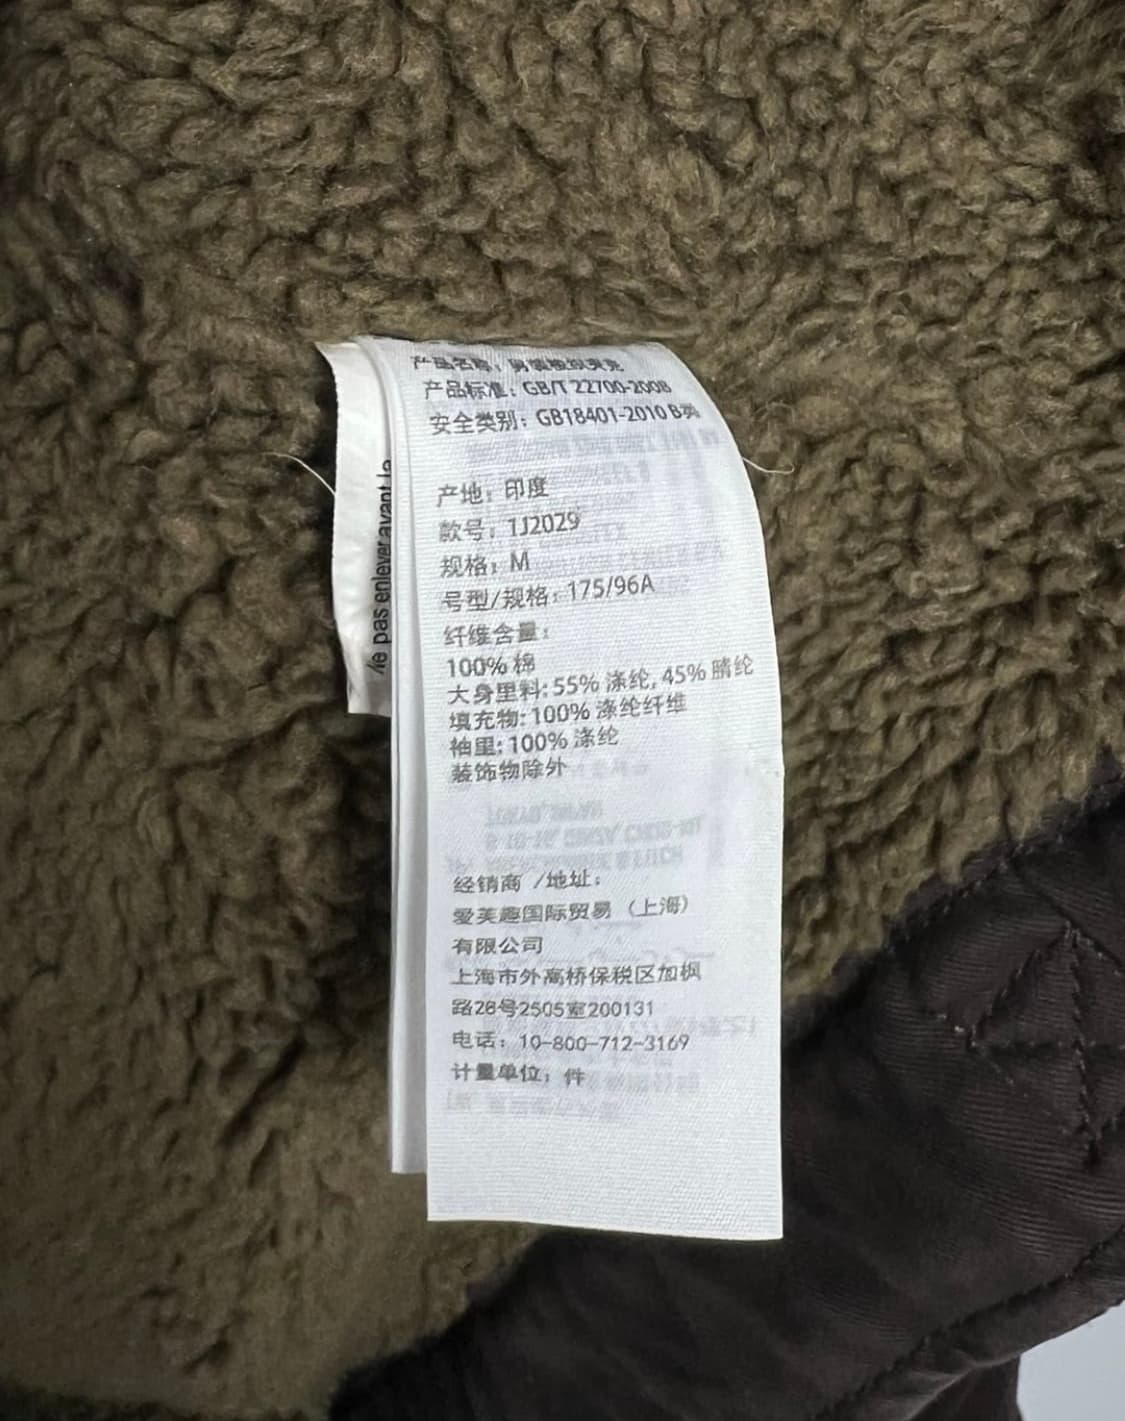 产品名称：男
产品标准：GB/T 22700-2008
安全类别：GB18401-2010 B类
产地：印度
款号：1J2029
规格：M
号型/规格：175/96A
纤维含量：
100% 棉
大身里料: 55% 涤纶, 45% 腈纶
填充物: 100% 涤纶纤维
袖里: 100% 涤纶
装饰物除外
经销商 /地址：
爱芙趣国际贸易 (上海)
有限公司
上海市外高桥保税区加枫
路28号2505室200131
电话：10-800-712-3169
计量单位：件
Ne pas enlever avant la